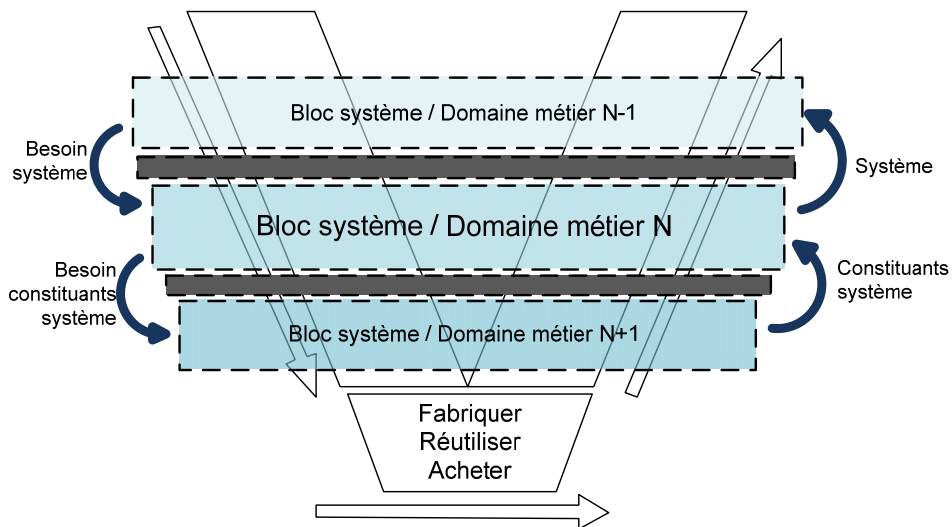 Bloc système / Domaine métier N-1
Besoin
système
Système
Bloc système / Domaine métier N
Besoin
constituants
système
Constituants
système
Bloc système / Domaine métier N+1
Fabriquer
Réutiliser
Acheter